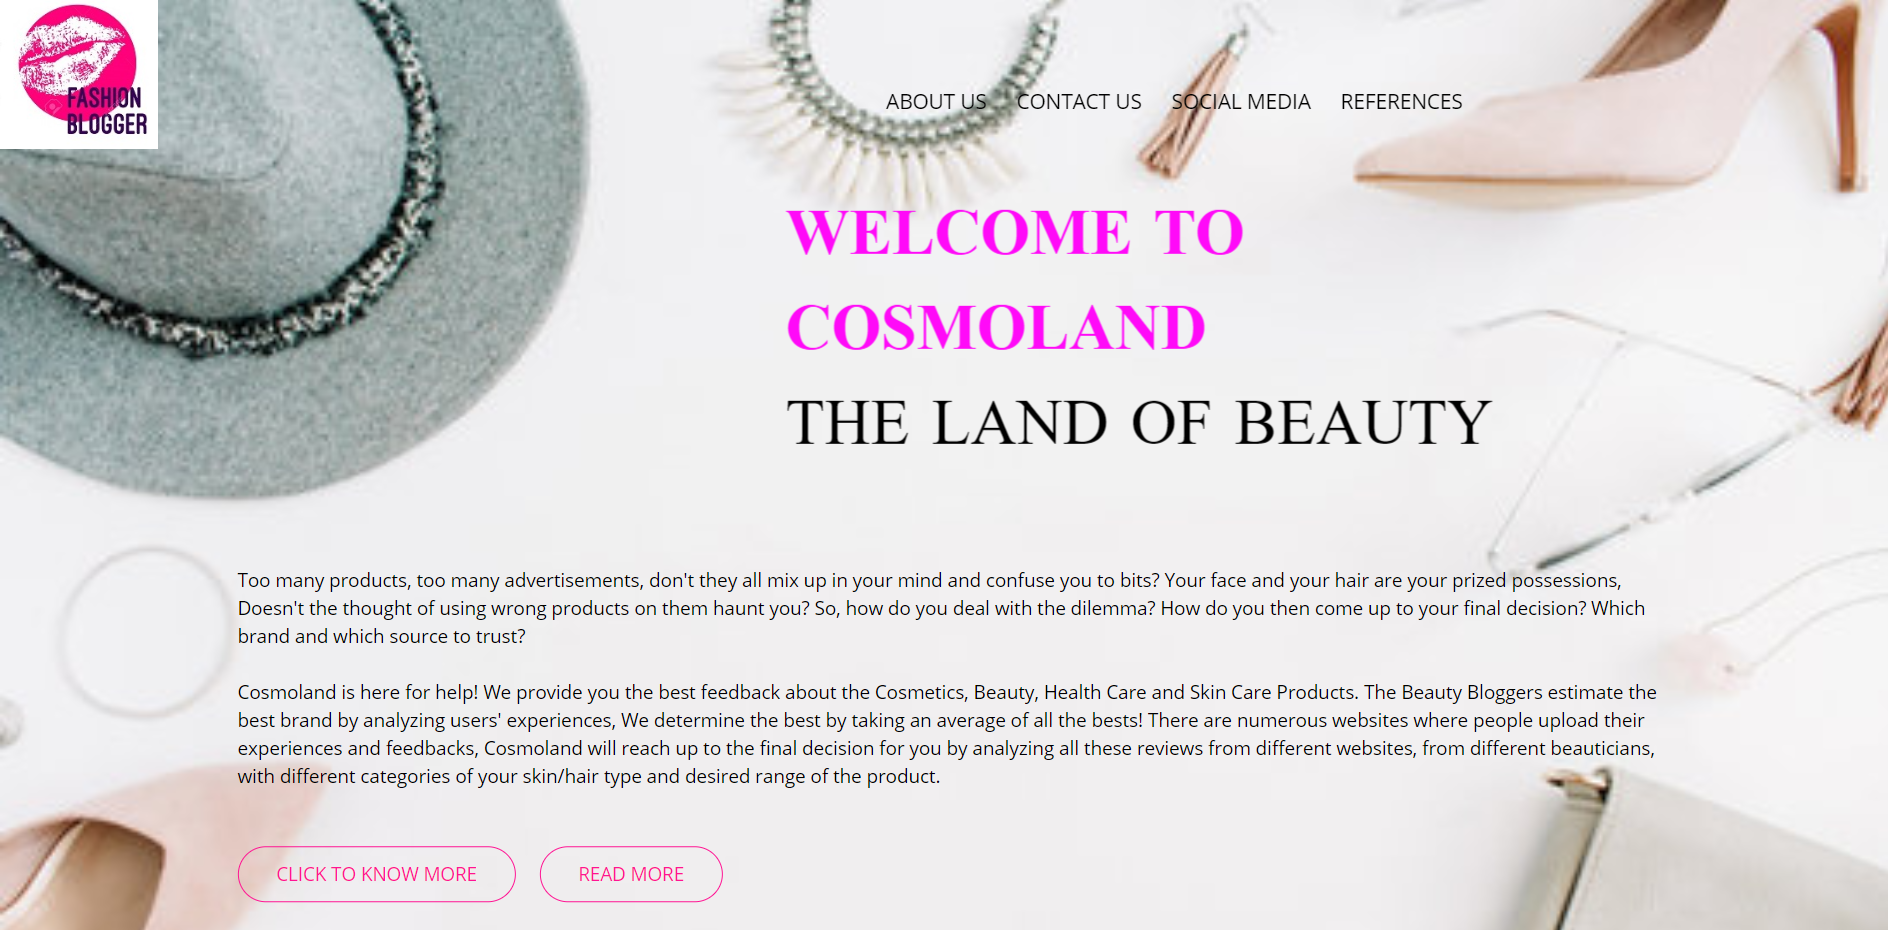 FASHION
BLOGGER
ABOUT US CONTACT US SOCIAL MEDIA REFERENCES
WELCOME TO
COSMOLAND
THE LAND OF BEAUTY
Too many products, too many advertisements, don't they all mix up in your mind and confuse you to bits? Your face and your hair are your prized possessions,
Doesn't the thought of using wrong products on them haunt you? So, how do you deal with the dilemma? How do you then come up to your final decision? Which
brand and which source to trust?
Cosmoland is here for help! We provide you the best feedback about the Cosmetics, Beauty, Health Care and Skin Care Products. The Beauty Bloggers estimate the
best brand by analyzing users' experiences, We determine the best by taking an average of all the bests! There are numerous websites where people upload their
experiences and feedbacks, Cosmoland will reach up to the final decision for you by analyzing all these reviews from different websites, from different beauticians,
with different categories of your skin/hair type and desired range of the product.
CLICK TO KNOW MORE READ MORE